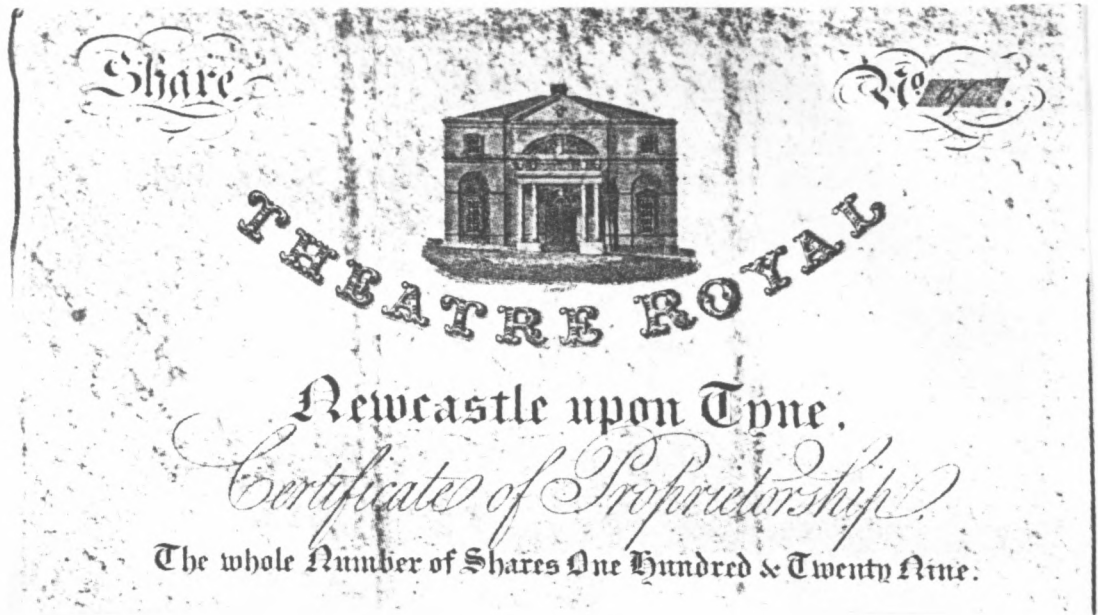 Share
No 67.
THEATRE ROYAL
Newcastle upon Tyne,
Certificate of Proprietorship.
The whole Number of Shares One Hundred & Twenty Nine.